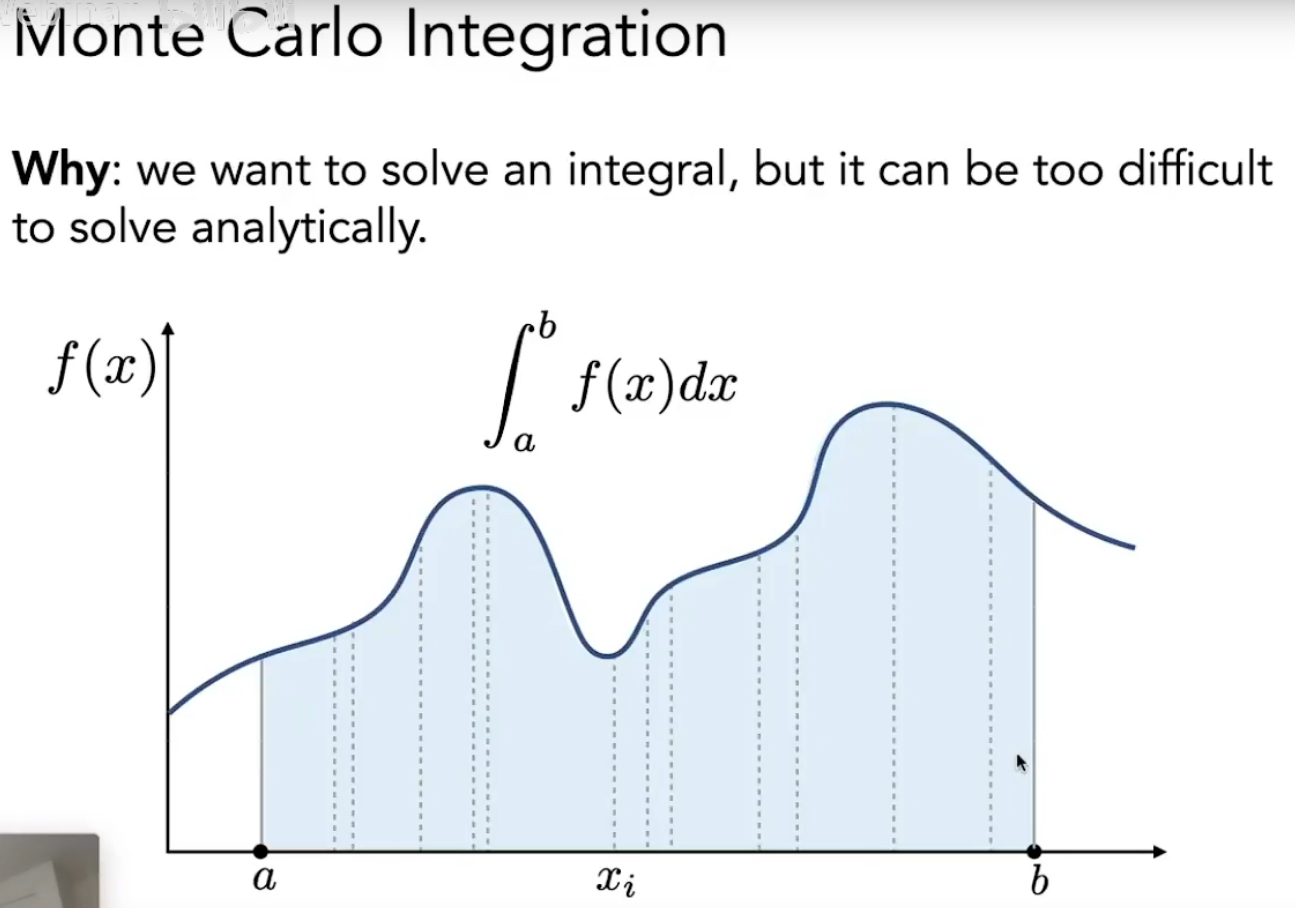 Monte Carlo Integration
Why: we want to solve an integral, but it can be too difficult
to solve analytically.
f(x)
∫_a^b f(x)dx
a
x_i
b